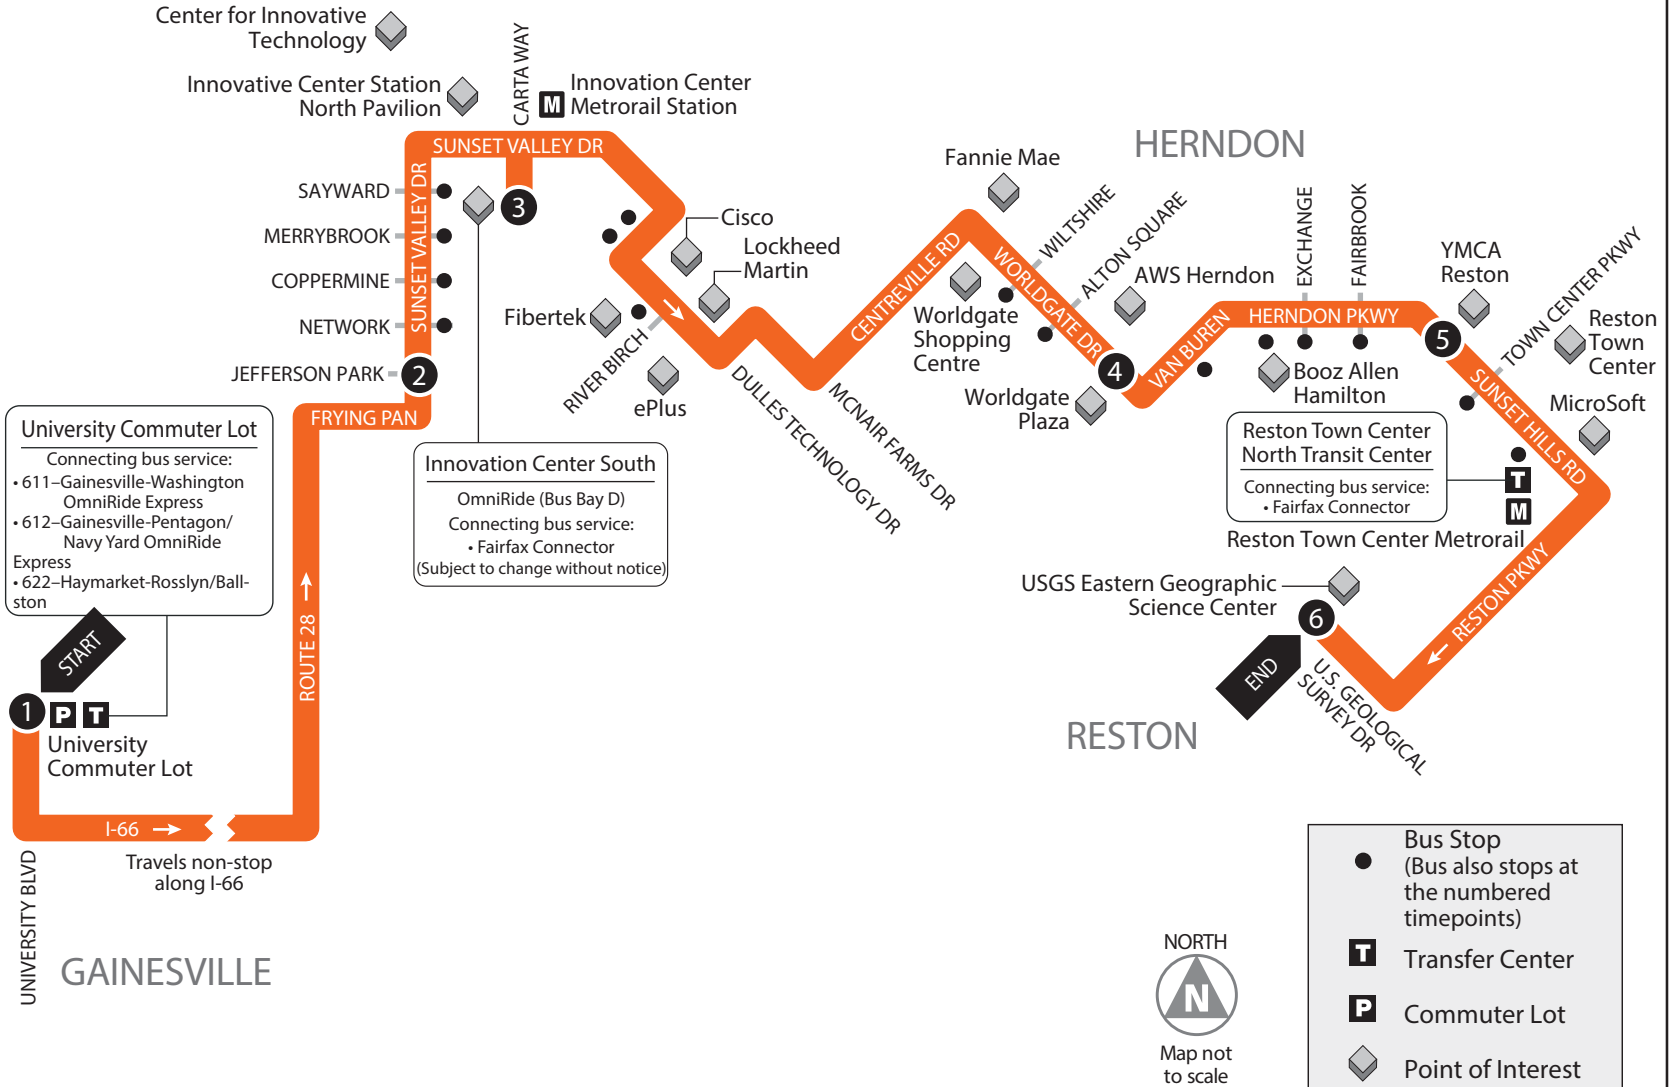 Center for Innovative
Technology
Innovative Center Station
North Pavilion
CARTA WAY
M
Innovation Center
Metrorail Station
SUNSET VALLEY DR
SUNSET VALLEY DR
SAYWARD
MERRYBROOK
COPPERMINE
NETWORK
JEFFERSON PARK
2
3
FRYING PAN
Cisco
Lockheed
Martin
Fibertek
RIVER BIRCH
ePlus
DULLES TECHNOLOGY DR
MCNAIR FARMS DR
CENTREVILLE RD
HERNDON
Fannie Mae
WORLDGATE DR
WILTSHIRE
ALTON SQUARE
AWS Herndon
Worldgate
Shopping
Centre
Worldgate
Plaza
4
VAN BUREN
HERNDON PKWY
EXCHANGE
FAIRBROOK
Booz Allen
Hamilton
YMCA
Reston
5
TOWN CENTER PKWY
Reston
Town
Center
SUNSET HILLS RD
MicroSoft
Reston Town Center
North Transit Center
Connecting bus service:
• Fairfax Connector
T
M
Reston Town Center Metrorail
RESTON PKWY
USGS Eastern Geographic
Science Center
6
END
U.S. GEOLOGICAL
SURVEY DR
RESTON
University Commuter Lot
Connecting bus service:
• 611–Gainesville-Washington
OmniRide Express
• 612–Gainesville-Pentagon/
Navy Yard OmniRide
Express
• 622–Haymarket-Rosslyn/Ball-
ston
Innovation Center South
OmniRide (Bus Bay D)
Connecting bus service:
• Fairfax Connector
(Subject to change without notice)
START
1
P T
University
Commuter Lot
ROUTE 28
I-66
Travels non-stop
along I-66
UNIVERSITY BLVD
GAINESVILLE
NORTH
N
Map not
to scale
Bus Stop
(Bus also stops at
the numbered
timepoints)
T Transfer Center
P Commuter Lot
Point of Interest